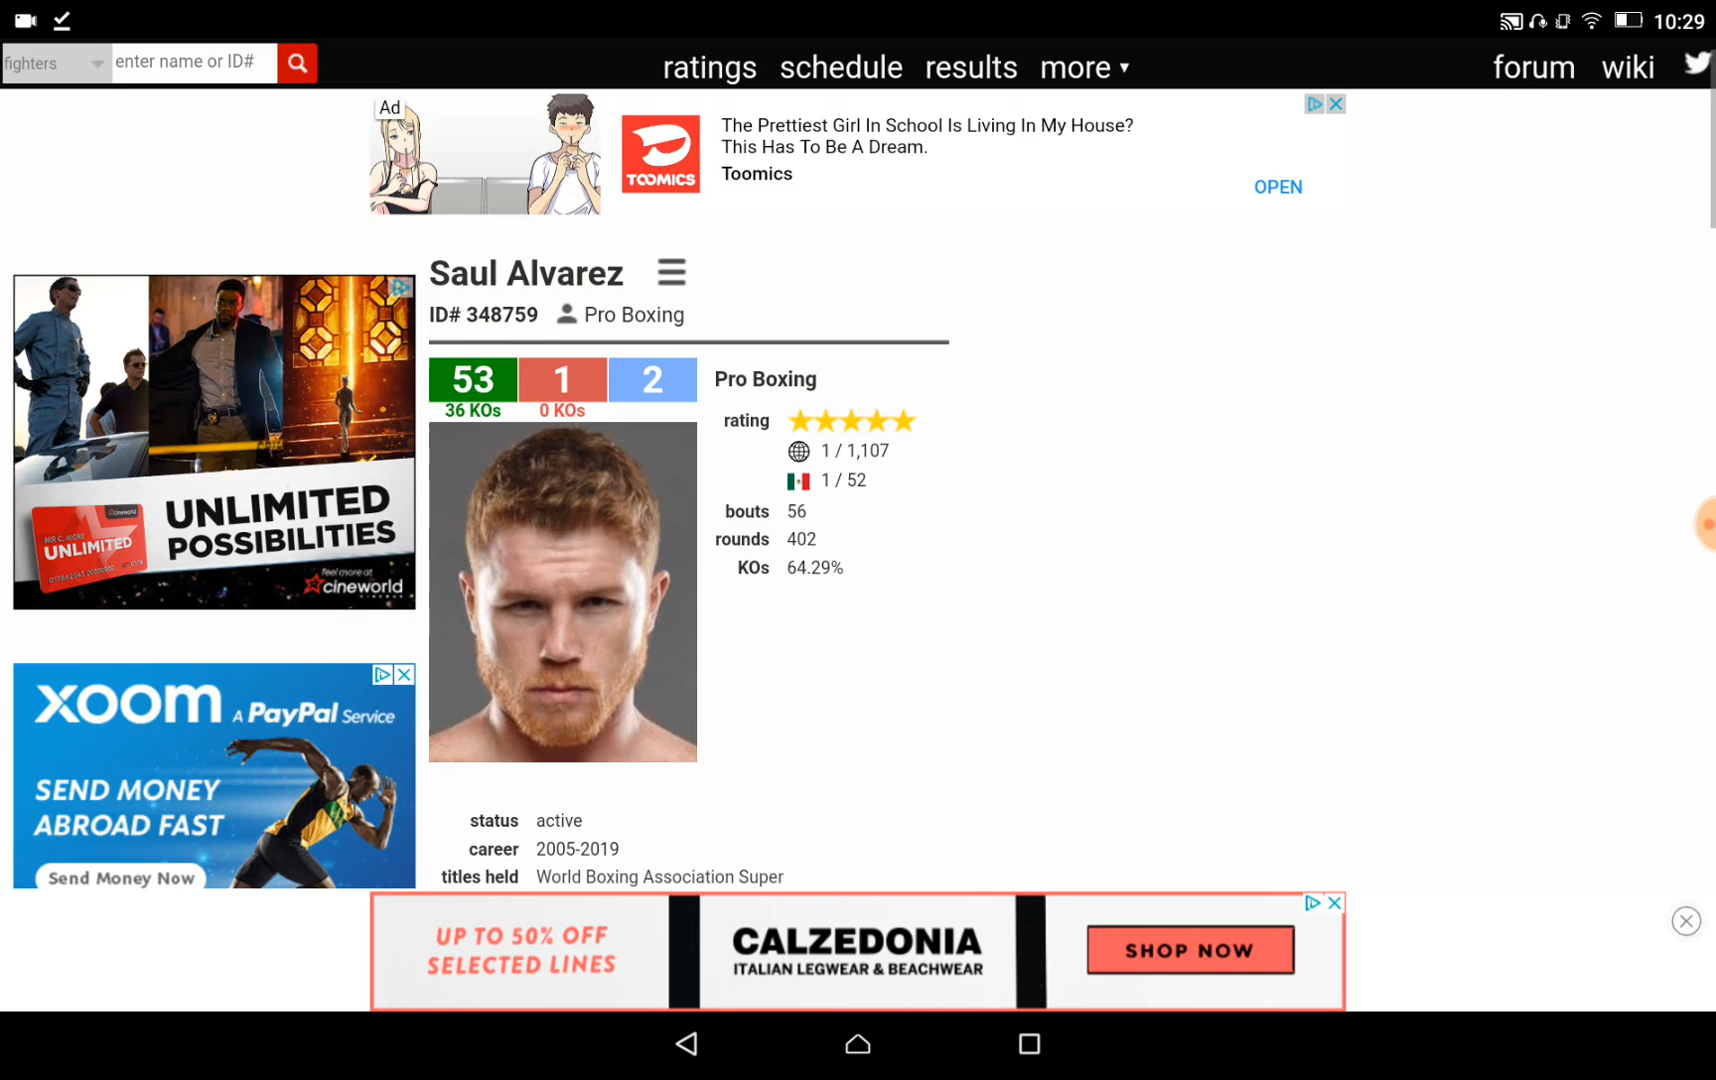 10:29
fighters
enter name or ID#
ratings schedule results more
forum wiki
Ad
The Prettiest Girl In School Is Living In My House?
This Has To Be A Dream.
Toomics
OPEN
TOOMICS
Saul Alvarez
ID# 348759 Pro Boxing
53 1 2
36 KOs 0 KOs
Pro Boxing
rating
1 / 1,107
1 / 52
bouts 56
rounds 402
KOs 64.29%
UNLIMITED
POSSIBILITIES
MR C. MORE
UNLIMITED
feel more at
cineworld
xoom A PayPal Service
SEND MONEY
ABROAD FAST
Send Money Now
status active
career 2005-2019
titles held World Boxing Association Super
UP TO 50% OFF
SELECTED LINES
CALZEDONIA
ITALIAN LEGWEAR & BEACHWEAR
SHOP NOW